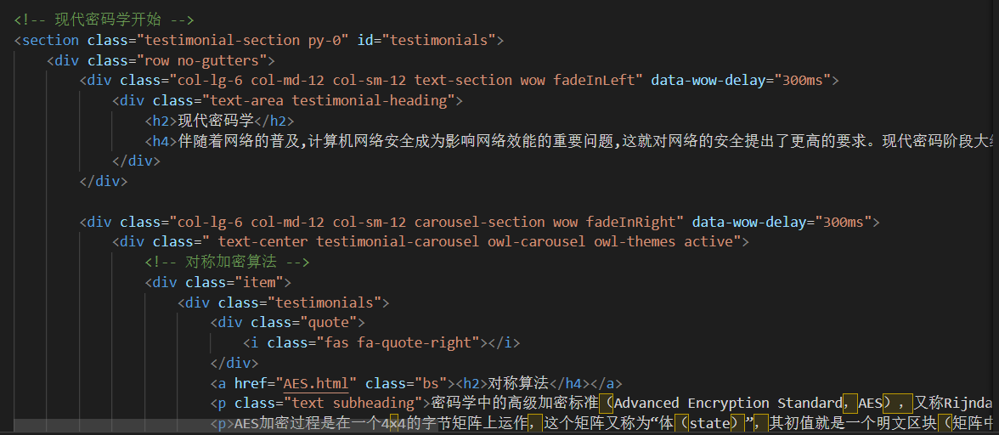 <!-- 现代密码学开始 -->
<section class="testimonial-section py-0" id="testimonials">
<div class="row no-gutters">
<div class="col-lg-6 col-md-12 col-sm-12 text-section wow fadeInLeft" data-wow-delay="300ms">
<div class="text-area testimonial-heading">
<h2>现代密码学</h2>
<h4>伴随着网络的普及,计算机网络安全成为影响网络效能的重要问题,这就对网络的安全提出了更高的要求。现代密码阶段大
</div>
</div>
<div class="col-lg-6 col-md-12 col-sm-12 carousel-section wow fadeInRight" data-wow-delay="300ms">
<div class=" text-center testimonial-carousel owl-carousel owl-themes active">
<!-- 对称加密算法 -->
<div class="item">
<div class="testimonials">
<div class="quote">
<i class="fas fa-quote-right"></i>
</div>
<a href="AES.html" class="bs"><h2>对称算法</h4></a>
<p class="text subheading">密码学中的高级加密标准（Advanced Encryption Standard，AES），又称Rijnda
<p>AES加密过程是在一个4×4的字节矩阵上运作，这个矩阵又称为“体（state）”，其初值就是一个明文区块（矩阵中